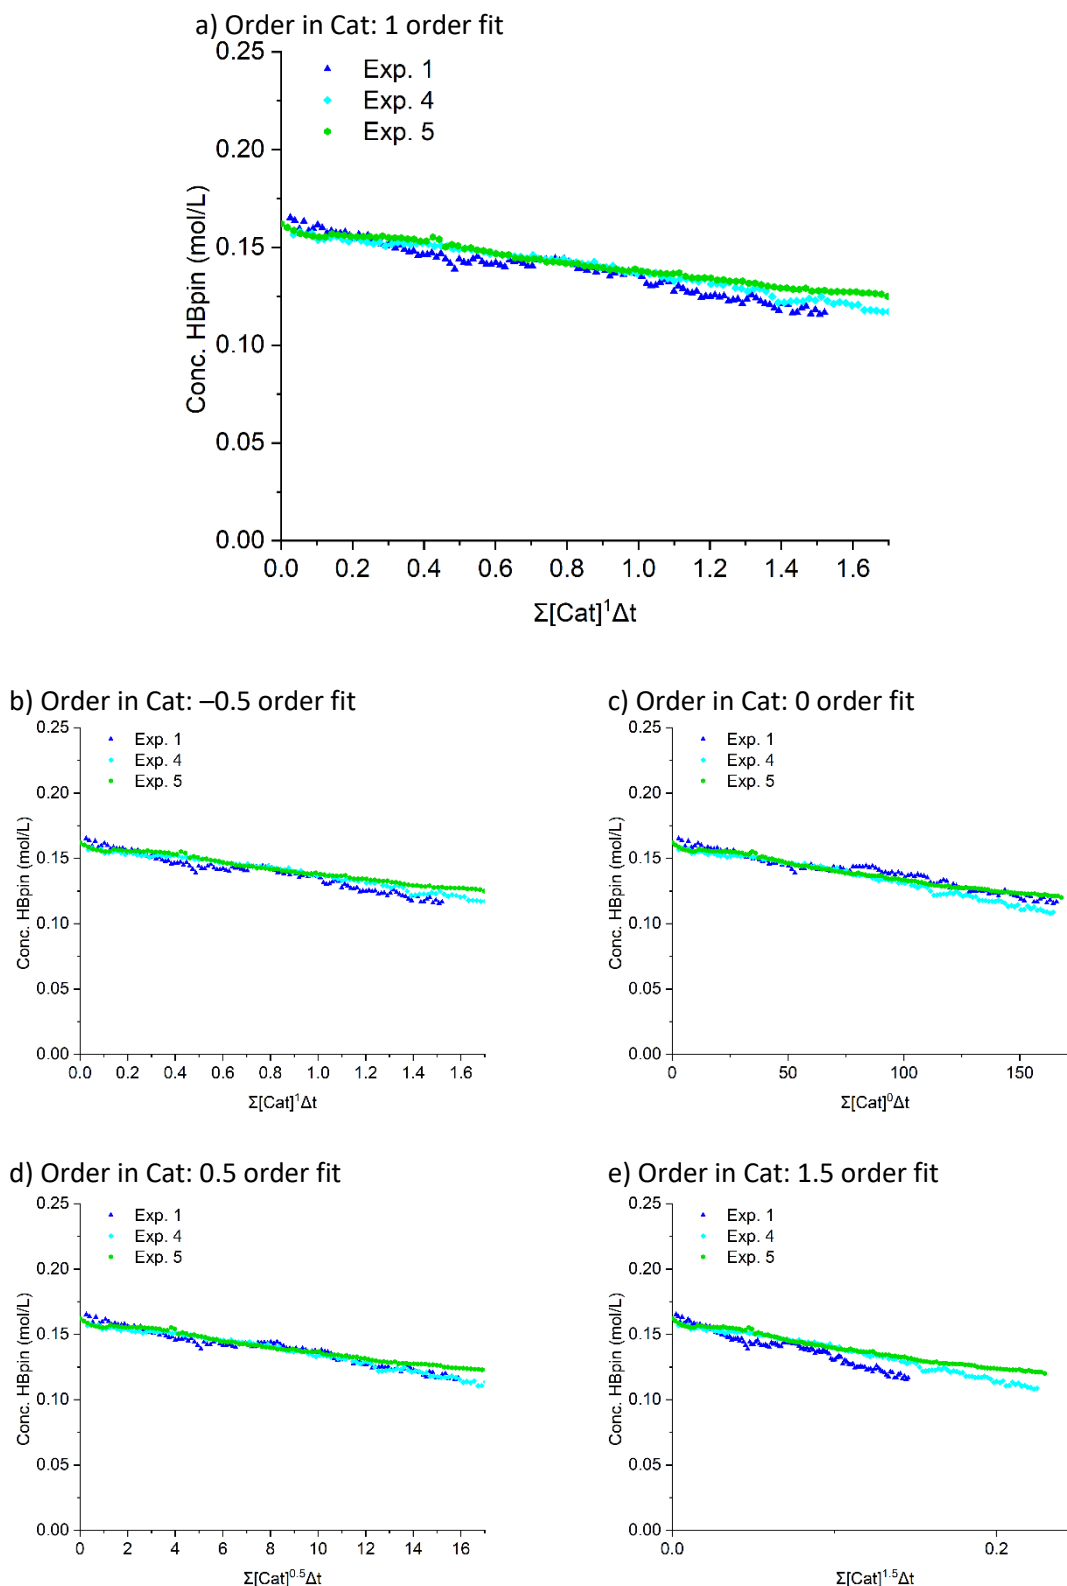 a) Order in Cat: 1 order fit
0.25
Exp. 1
Exp. 4
Exp. 5
0.20
0.15
0.10
0.05
0.00
Conc. HBpin (mol/L)
0.0 0.2 0.4 0.6 0.8 1.0 1.2 1.4 1.6
Σ[Cat]¹Δt
b) Order in Cat: –0.5 order fit
0.25
Exp. 1
Exp. 4
Exp. 5
0.20
0.15
0.10
0.05
0.00
Conc. HBpin (mol/L)
0.0 0.2 0.4 0.6 0.8 1.0 1.2 1.4 1.6
Σ[Cat]¹Δt
c) Order in Cat: 0 order fit
0.25
Exp. 1
Exp. 4
Exp. 5
0.20
0.15
0.10
0.05
0.00
Conc. HBpin (mol/L)
0 50 100 150
Σ[Cat]⁰Δt
d) Order in Cat: 0.5 order fit
0.25
Exp. 1
Exp. 4
Exp. 5
0.20
0.15
0.10
0.05
0.00
Conc. HBpin (mol/L)
0 2 4 6 8 10 12 14 16
Σ[Cat]⁰·⁵Δt
e) Order in Cat: 1.5 order fit
0.25
Exp. 1
Exp. 4
Exp. 5
0.20
0.15
0.10
0.05
0.00
Conc. HBpin (mol/L)
0.0 0.2
Σ[Cat]¹·⁵Δt